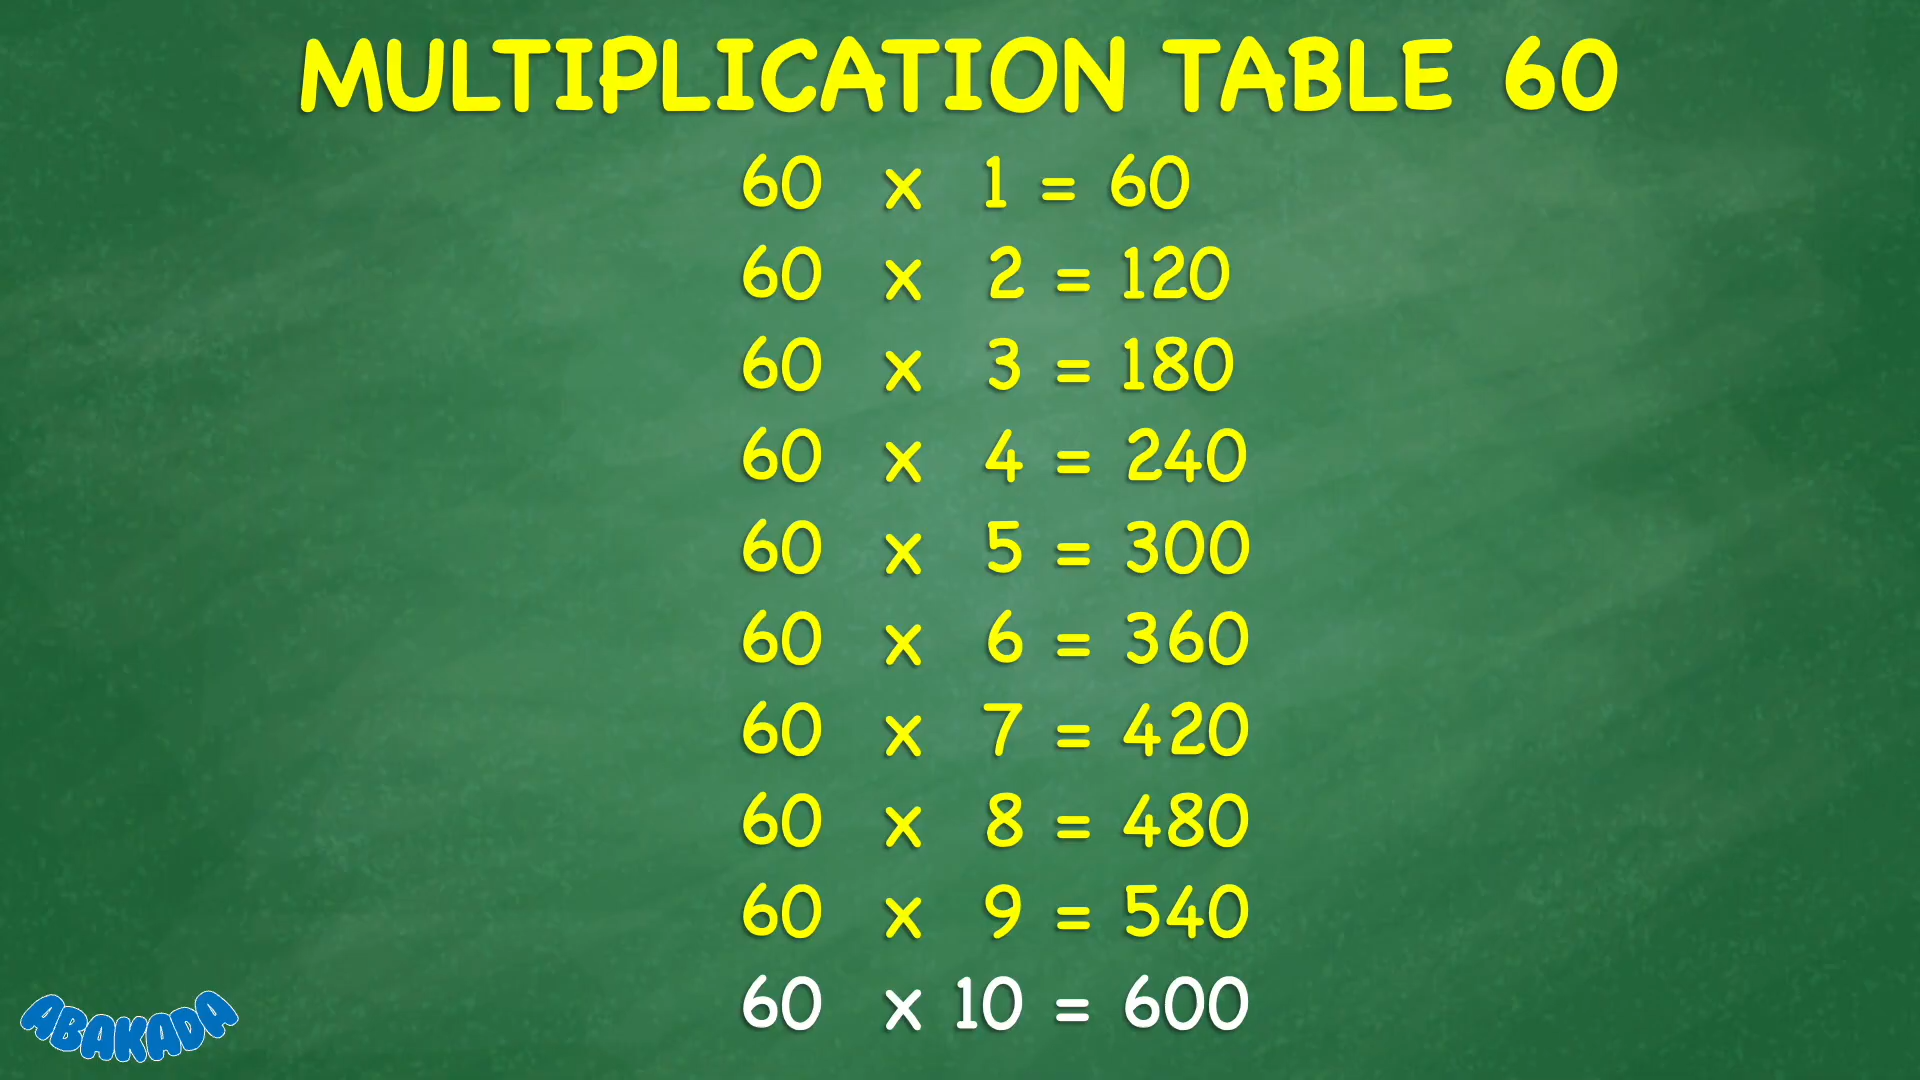 MULTIPLICATION TABLE 60
60 x 1 = 60
60 x 2 = 120
60 x 3 = 180
60 x 4 = 240
60 x 5 = 300
60 x 6 = 360
60 x 7 = 420
60 x 8 = 480
60 x 9 = 540
60 x 10 = 600
ABAKADA